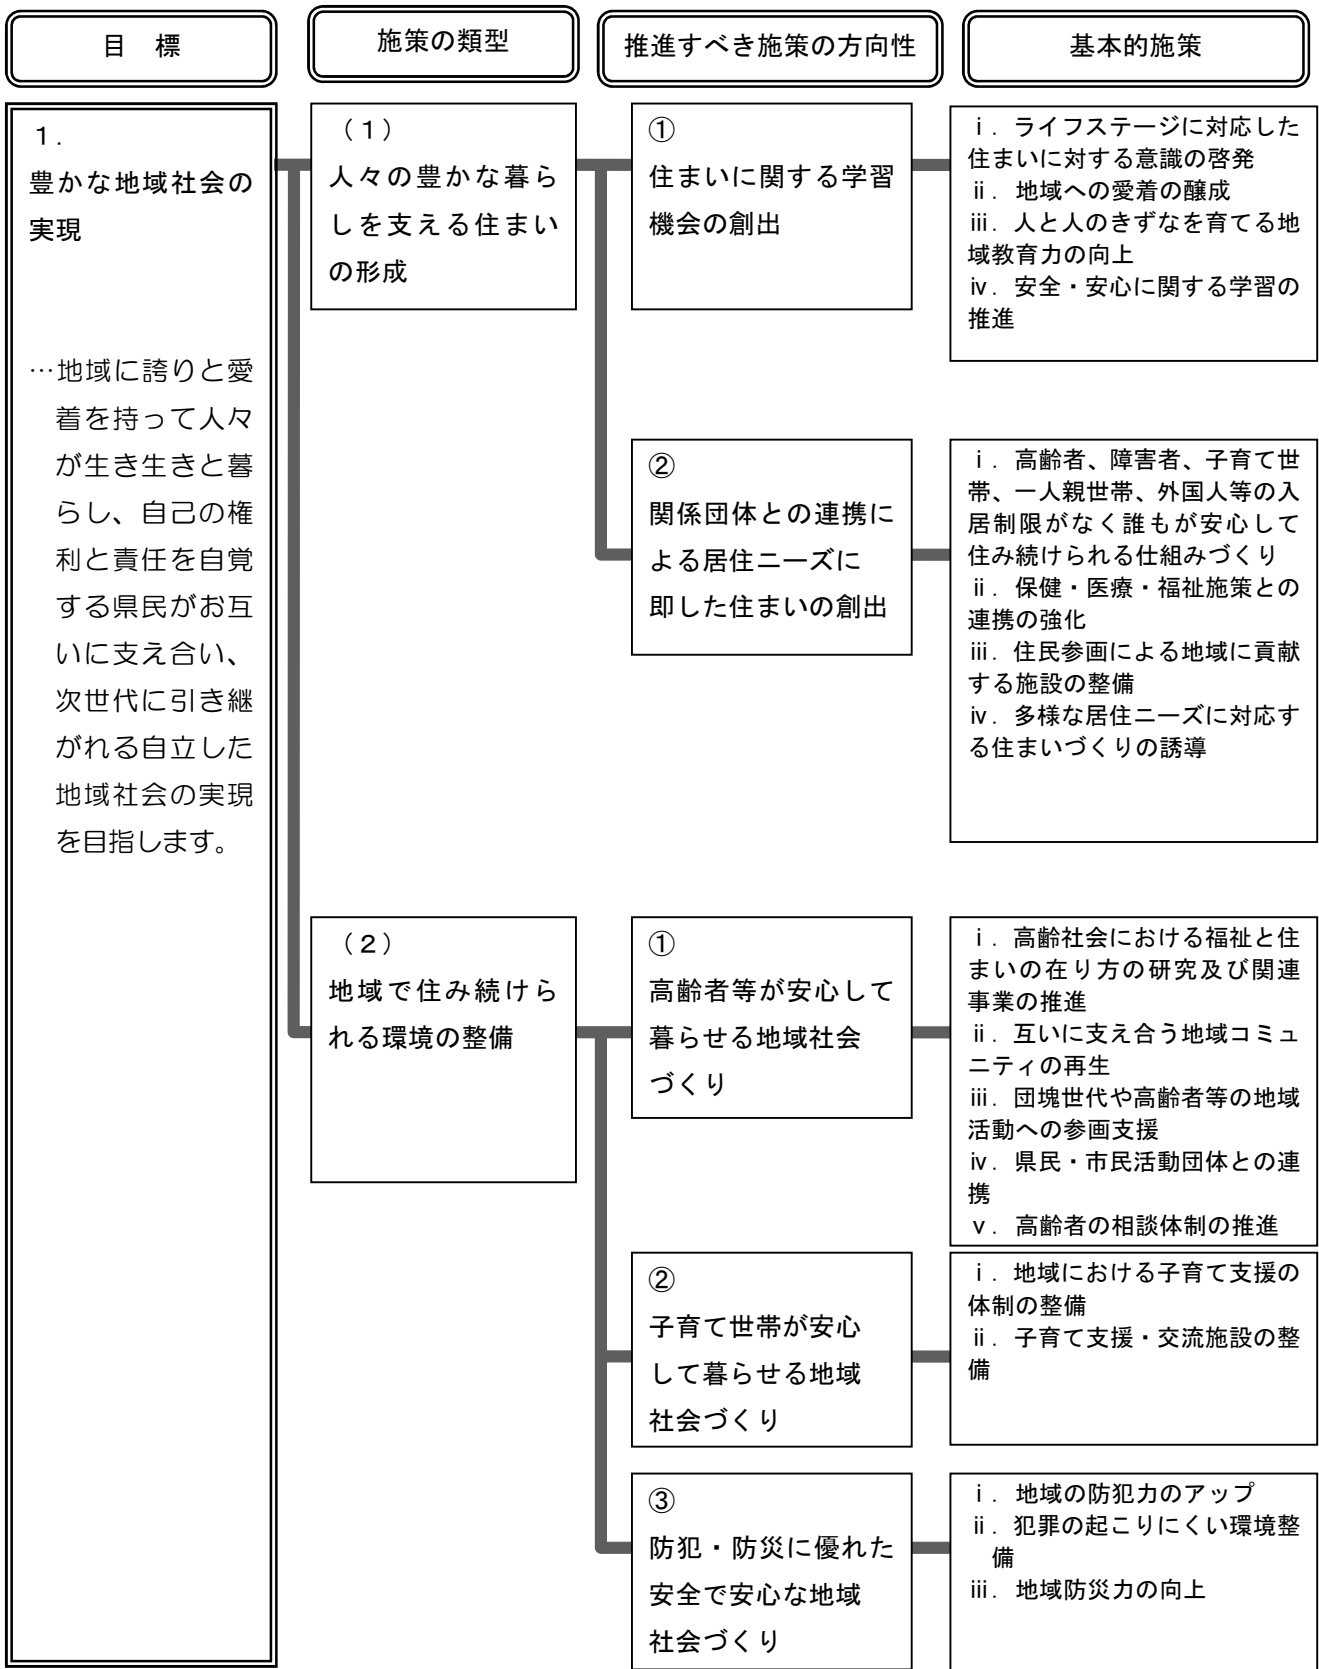 目　標
施策の類型
推進すべき施策の方向性
基本的施策
１．
豊かな地域社会の
実現
…地域に誇りと愛
着を持って人々
が生き生きと暮
らし、自己の権
利と責任を自覚
する県民がお互
いに支え合い、
次世代に引き継
がれる自立した
地域社会の実現
を目指します。
（１）
人々の豊かな暮ら
しを支える住まい
の形成
①
住まいに関する学習
機会の創出
ⅰ．ライフステージに対応した
住まいに対する意識の啓発
ⅱ．地域への愛着の醸成
ⅲ．人と人のきずなを育てる地
域教育力の向上
ⅳ．安全・安心に関する学習の
推進
②
関係団体との連携に
よる居住ニーズに
即した住まいの創出
ⅰ．高齢者、障害者、子育て世
帯、一人親世帯、外国人等の入
居制限がなく誰もが安心して
住み続けられる仕組みづくり
ⅱ．保健・医療・福祉施策との
連携の強化
ⅲ．住民参画による地域に貢献
する施設の整備
ⅳ．多様な居住ニーズに対応す
る住まいづくりの誘導
（２）
地域で住み続けら
れる環境の整備
①
高齢者等が安心して
暮らせる地域社会
づくり
ⅰ．高齢社会における福祉と住
まいの在り方の研究及び関連
事業の推進
ⅱ．互いに支え合う地域コミュ
ニティの再生
ⅲ．団塊世代や高齢者等の地域
活動への参画支援
ⅳ．県民・市民活動団体との連
携
ⅴ．高齢者の相談体制の推進
②
子育て世帯が安心
して暮らせる地域
社会づくり
ⅰ．地域における子育て支援の
体制の整備
ⅱ．子育て支援・交流施設の整
備
③
防犯・防災に優れた
安全で安心な地域
社会づくり
ⅰ．地域の防犯力のアップ
ⅱ．犯罪の起こりにくい環境整
備
ⅲ．地域防災力の向上